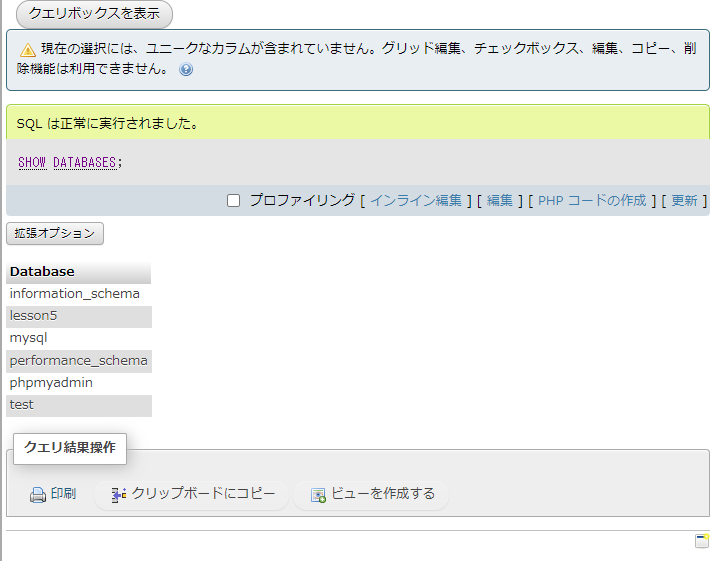 クエリボックスを表示
現在の選択には、ユニークなカラムが含まれていません。グリッド編集、チェックボックス、編集、コピー、削
除機能は利用できません。
SQL は正常に実行されました。
SHOW DATABASES;
プロファイリング [ インライン編集 ] [ 編集 ] [ PHP コードの作成 ] [ 更新 ]
拡張オプション
Database
information_schema
lesson5
mysql
performance_schema
phpmyadmin
test
クエリ結果操作
印刷 クリップボードにコピー ビューを作成する